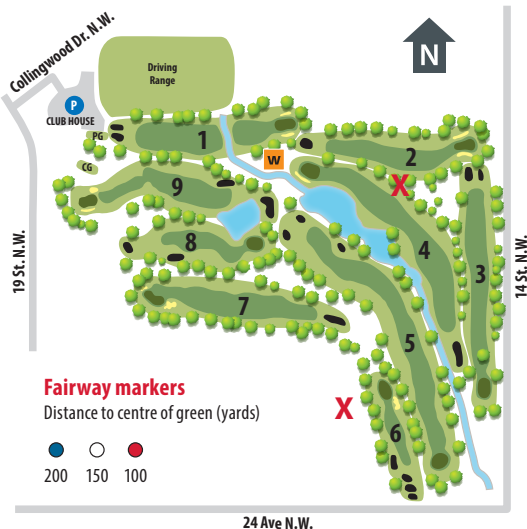 Collingwood Dr. N.W.
Driving
Range
N
P
CLUB HOUSE
PG
CG
1
W
2
X
9
4
3
8
7
5
19 St. N.W.
14 St. N.W.
Fairway markers
Distance to centre of green (yards)
X
6
200 150 100
24 Ave N.W.